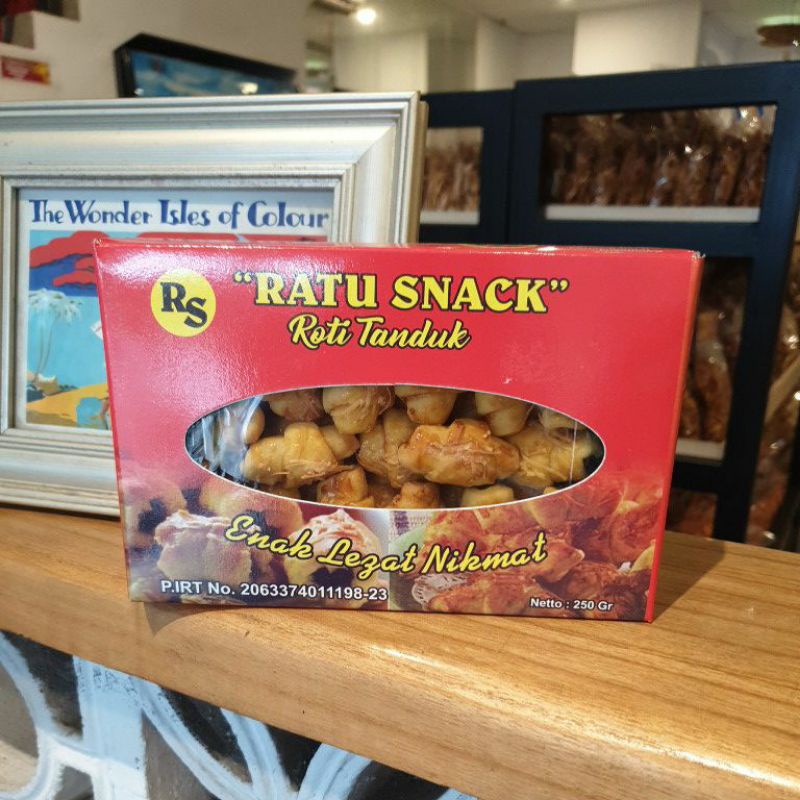 The Wonder Isles of Colour
RS
"RATU SNACK"
Roti Tanduk
Enak Lezat Nikmat
P.IRT No. 2063374011198-23
Netto : 250 Gr